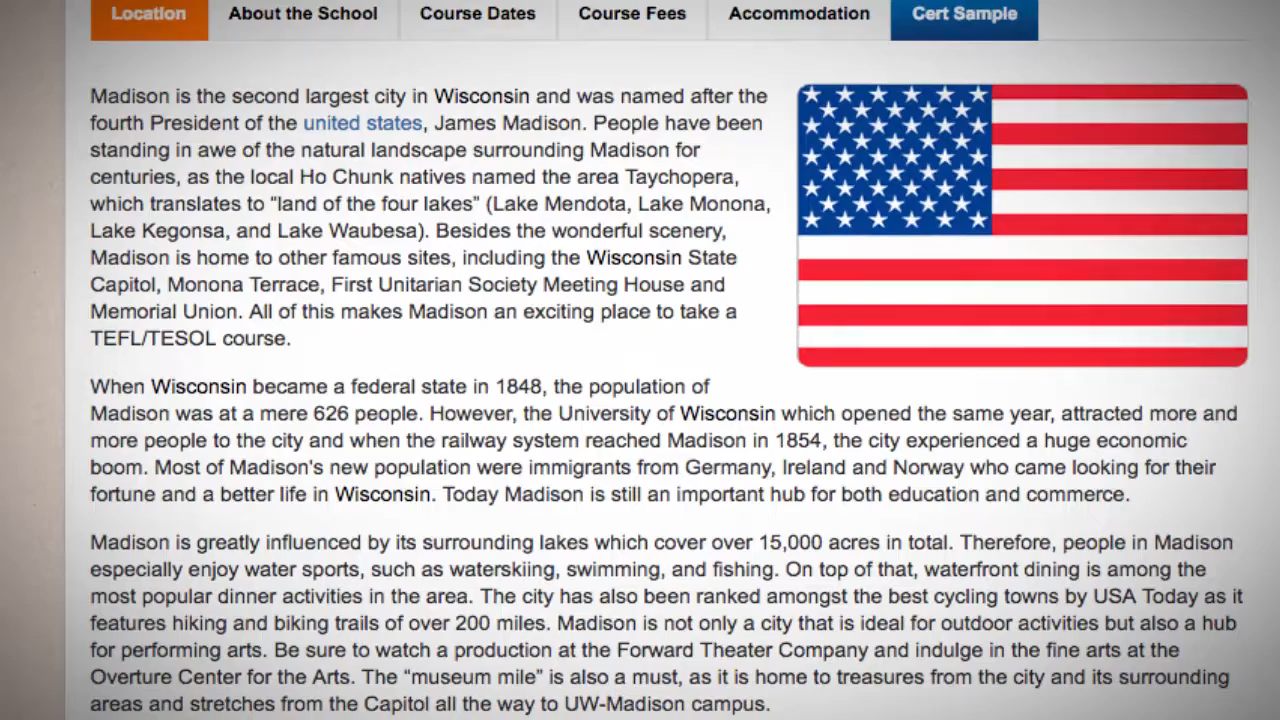 Location About the School Course Dates Course Fees Accommodation Cert Sample
Madison is the second largest city in Wisconsin and was named after the
fourth President of the united states, James Madison. People have been
standing in awe of the natural landscape surrounding Madison for
centuries, as the local Ho Chunk natives named the area Taychopera,
which translates to “land of the four lakes” (Lake Mendota, Lake Monona,
Lake Kegonsa, and Lake Waubesa). Besides the wonderful scenery,
Madison is home to other famous sites, including the Wisconsin State
Capitol, Monona Terrace, First Unitarian Society Meeting House and
Memorial Union. All of this makes Madison an exciting place to take a
TEFL/TESOL course.
When Wisconsin became a federal state in 1848, the population of
Madison was at a mere 626 people. However, the University of Wisconsin which opened the same year, attracted more and
more people to the city and when the railway system reached Madison in 1854, the city experienced a huge economic
boom. Most of Madison's new population were immigrants from Germany, Ireland and Norway who came looking for their
fortune and a better life in Wisconsin. Today Madison is still an important hub for both education and commerce.
Madison is greatly influenced by its surrounding lakes which cover over 15,000 acres in total. Therefore, people in Madison
especially enjoy water sports, such as waterskiing, swimming, and fishing. On top of that, waterfront dining is among the
most popular dinner activities in the area. The city has also been ranked amongst the best cycling towns by USA Today as it
features hiking and biking trails of over 200 miles. Madison is not only a city that is ideal for outdoor activities but also a hub
for performing arts. Be sure to watch a production at the Forward Theater Company and indulge in the fine arts at the
Overture Center for the Arts. The “museum mile” is also a must, as it is home to treasures from the city and its surrounding
areas and stretches from the Capitol all the way to UW-Madison campus.